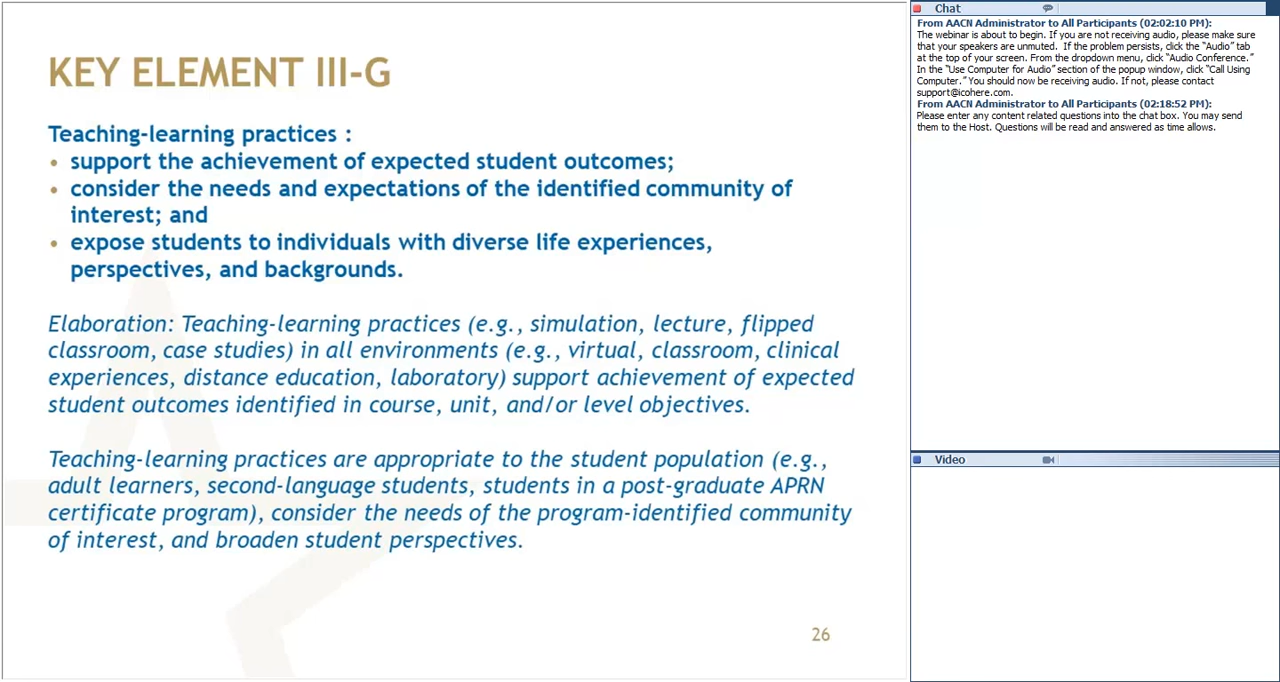 KEY ELEMENT III-G
Teaching-learning practices :
• support the achievement of expected student outcomes;
• consider the needs and expectations of the identified community of
interest; and
• expose students to individuals with diverse life experiences,
perspectives, and backgrounds.
Elaboration: Teaching-learning practices (e.g., simulation, lecture, flipped
classroom, case studies) in all environments (e.g., virtual, classroom, clinical
experiences, distance education, laboratory) support achievement of expected
student outcomes identified in course, unit, and/or level objectives.
Teaching-learning practices are appropriate to the student population (e.g.,
adult learners, second-language students, students in a post-graduate APRN
certificate program), consider the needs of the program-identified community
of interest, and broaden student perspectives.
26
Chat
From AACN Administrator to All Participants (02:02:10 PM):
The webinar is about to begin. If you are not receiving audio, please make sure
that your speakers are unmuted.  If the problem persists, click the “Audio” tab
at the top of your screen. From the dropdown menu, click “Audio Conference.”
In the “Use Computer for Audio” section of the popup window, click “Call Using
Computer.” You should now be receiving audio. If not, please contact
support@icohere.com.
From AACN Administrator to All Participants (02:18:52 PM):
Please enter any content related questions into the chat box. You may send
them to the Host. Questions will be read and answered as time allows.
Video